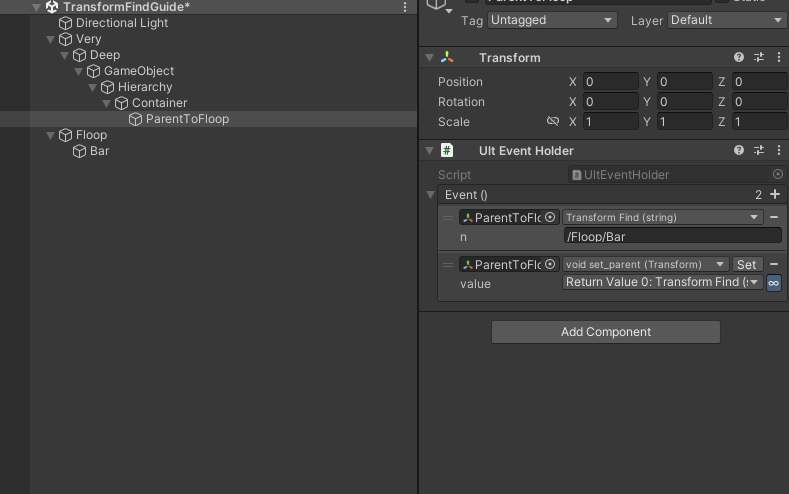 TransformFindGuide*
Directional Light
Very
Deep
GameObject
Hierarchy
Container
ParentToFloop
Floop
Bar
Tag Untagged Layer Default
Transform
Position X 0 Y 0 Z 0
Rotation X 0 Y 0 Z 0
Scale X 1 Y 1 Z 1
# Ult Event Holder
Script # UltEventHolder
Event () 2 +
ParentToFlo Transform Find (string)
n /Floop/Bar
ParentToFlo void set_parent (Transform) Set
value Return Value 0: Transform Find (s ∞
Add Component